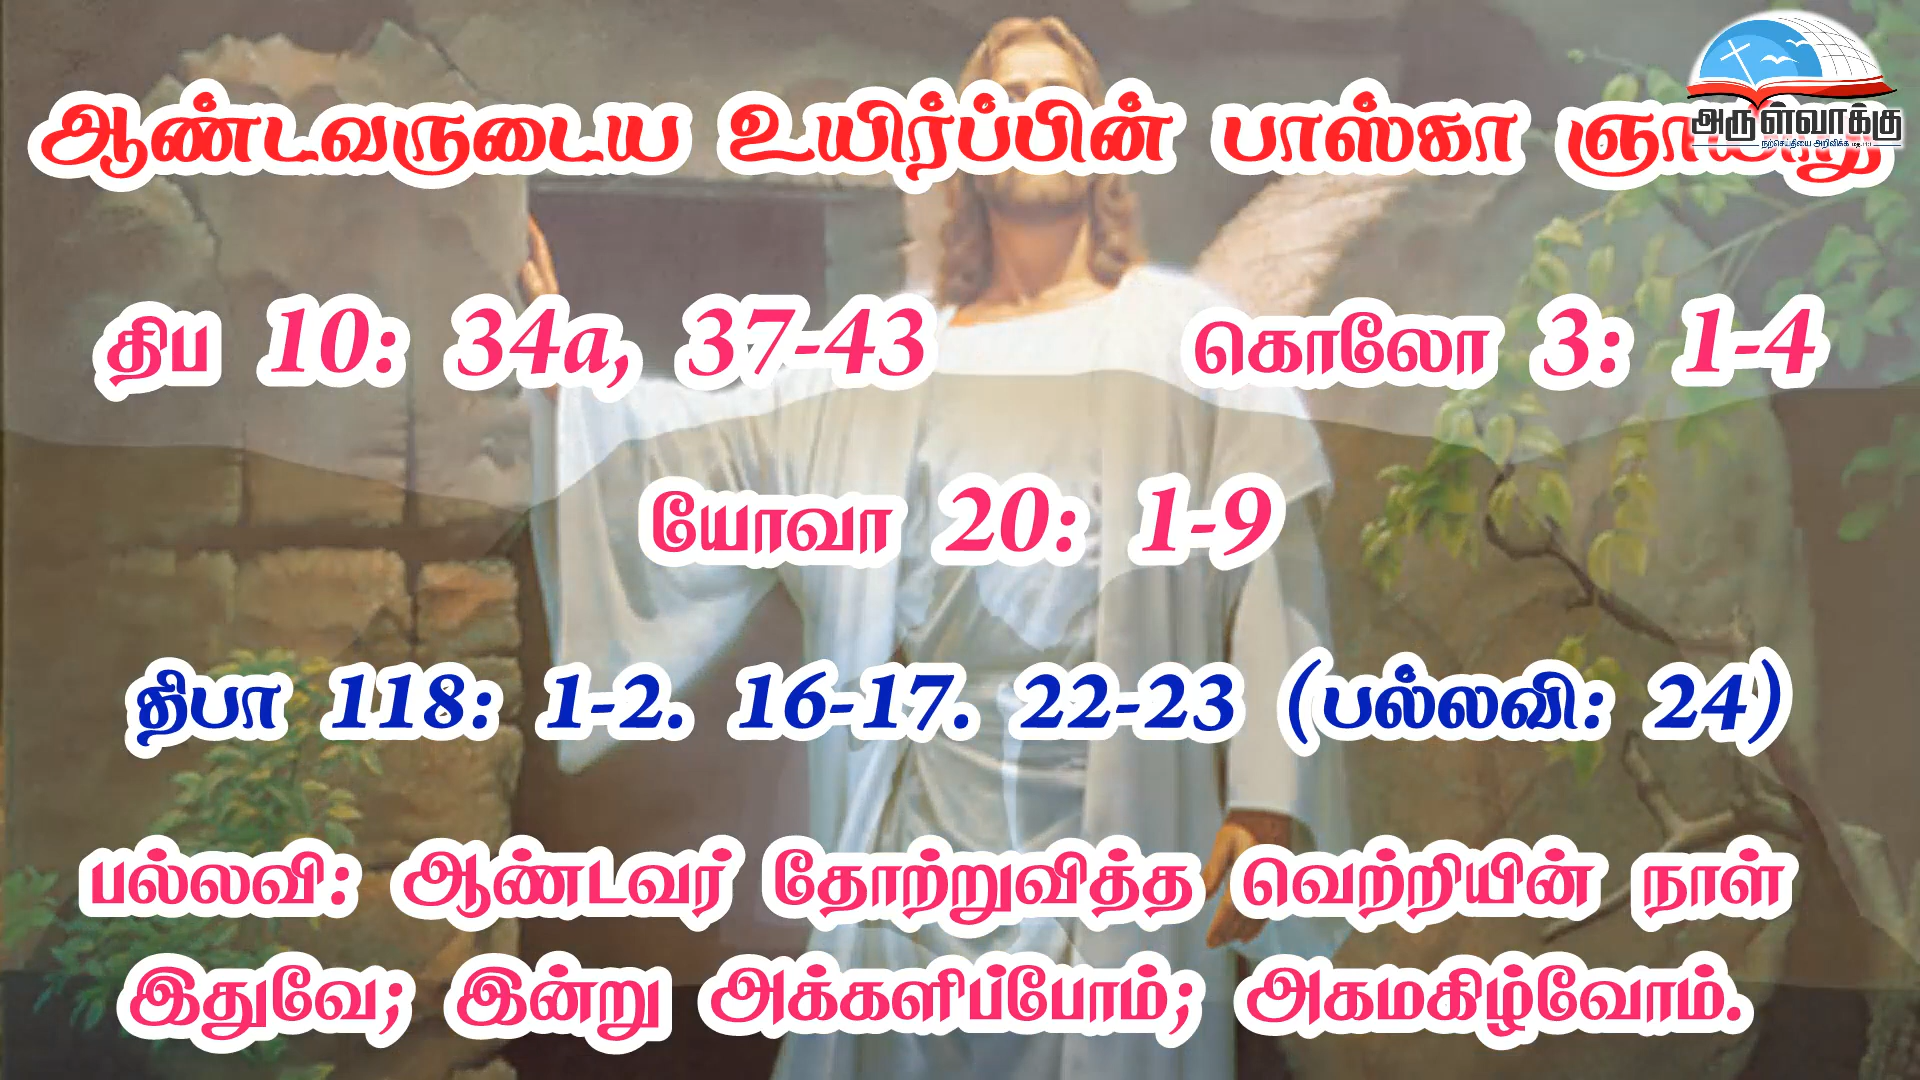 ஆண்டவருடைய உயிர்ப்பின் பாஸ்கா ஞாயிறு
அருள்வாக்கு
திப 10: 34a, 37-43 கொலோ 3: 1-4
யோவா 20: 1-9
திபா 118: 1-2. 16-17. 22-23 (பல்லவி: 24)
பல்லவி: ஆண்டவர் தோற்றுவித்த வெற்றியின் நாள்
இதுவே; இன்று அக்களிப்போம்; அகமகிழ்வோம்.